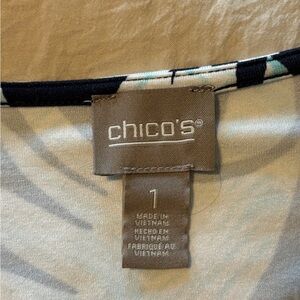 chico's®
1
MADE IN
VIETNAM
HECHO EN
VIETNAM
FABRIQUÉ AU
VIETNAM